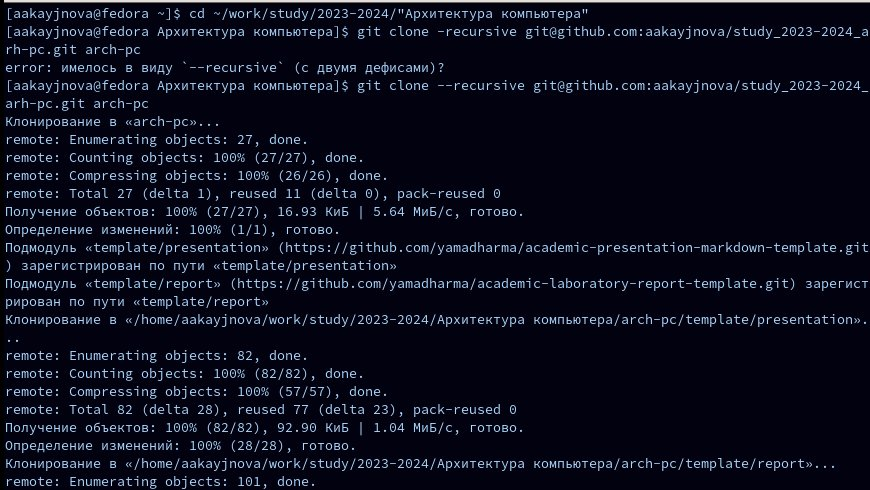 [aakayjnova@fedora ~]$ cd ~/work/study/2023-2024/"Архитектура компьютера"
[aakayjnova@fedora Архитектура компьютера]$ git clone -recursive git@github.com:aakayjnova/study_2023-2024_a
rh-pc.git arch-pc
error: имелось в виду `--recursive` (с двумя дефисами)?
[aakayjnova@fedora Архитектура компьютера]$ git clone --recursive git@github.com:aakayjnova/study_2023-2024_
arh-pc.git arch-pc
Клонирование в «arch-pc»...
remote: Enumerating objects: 27, done.
remote: Counting objects: 100% (27/27), done.
remote: Compressing objects: 100% (26/26), done.
remote: Total 27 (delta 1), reused 11 (delta 0), pack-reused 0
Получение объектов: 100% (27/27), 16.93 КиБ | 5.64 МиБ/с, готово.
Определение изменений: 100% (1/1), готово.
Подмодуль «template/presentation» (https://github.com/yamadharma/academic-presentation-markdown-template.git
) зарегистрирован по пути «template/presentation»
Подмодуль «template/report» (https://github.com/yamadharma/academic-laboratory-report-template.git) зарегист
рирован по пути «template/report»
Клонирование в «/home/aakayjnova/work/study/2023-2024/Архитектура компьютера/arch-pc/template/presentation».
..
remote: Enumerating objects: 82, done.
remote: Counting objects: 100% (82/82), done.
remote: Compressing objects: 100% (57/57), done.
remote: Total 82 (delta 28), reused 77 (delta 23), pack-reused 0
Получение объектов: 100% (82/82), 92.90 КиБ | 1.04 МиБ/с, готово.
Определение изменений: 100% (28/28), готово.
Клонирование в «/home/aakayjnova/work/study/2023-2024/Архитектура компьютера/arch-pc/template/report»...
remote: Enumerating objects: 101, done.